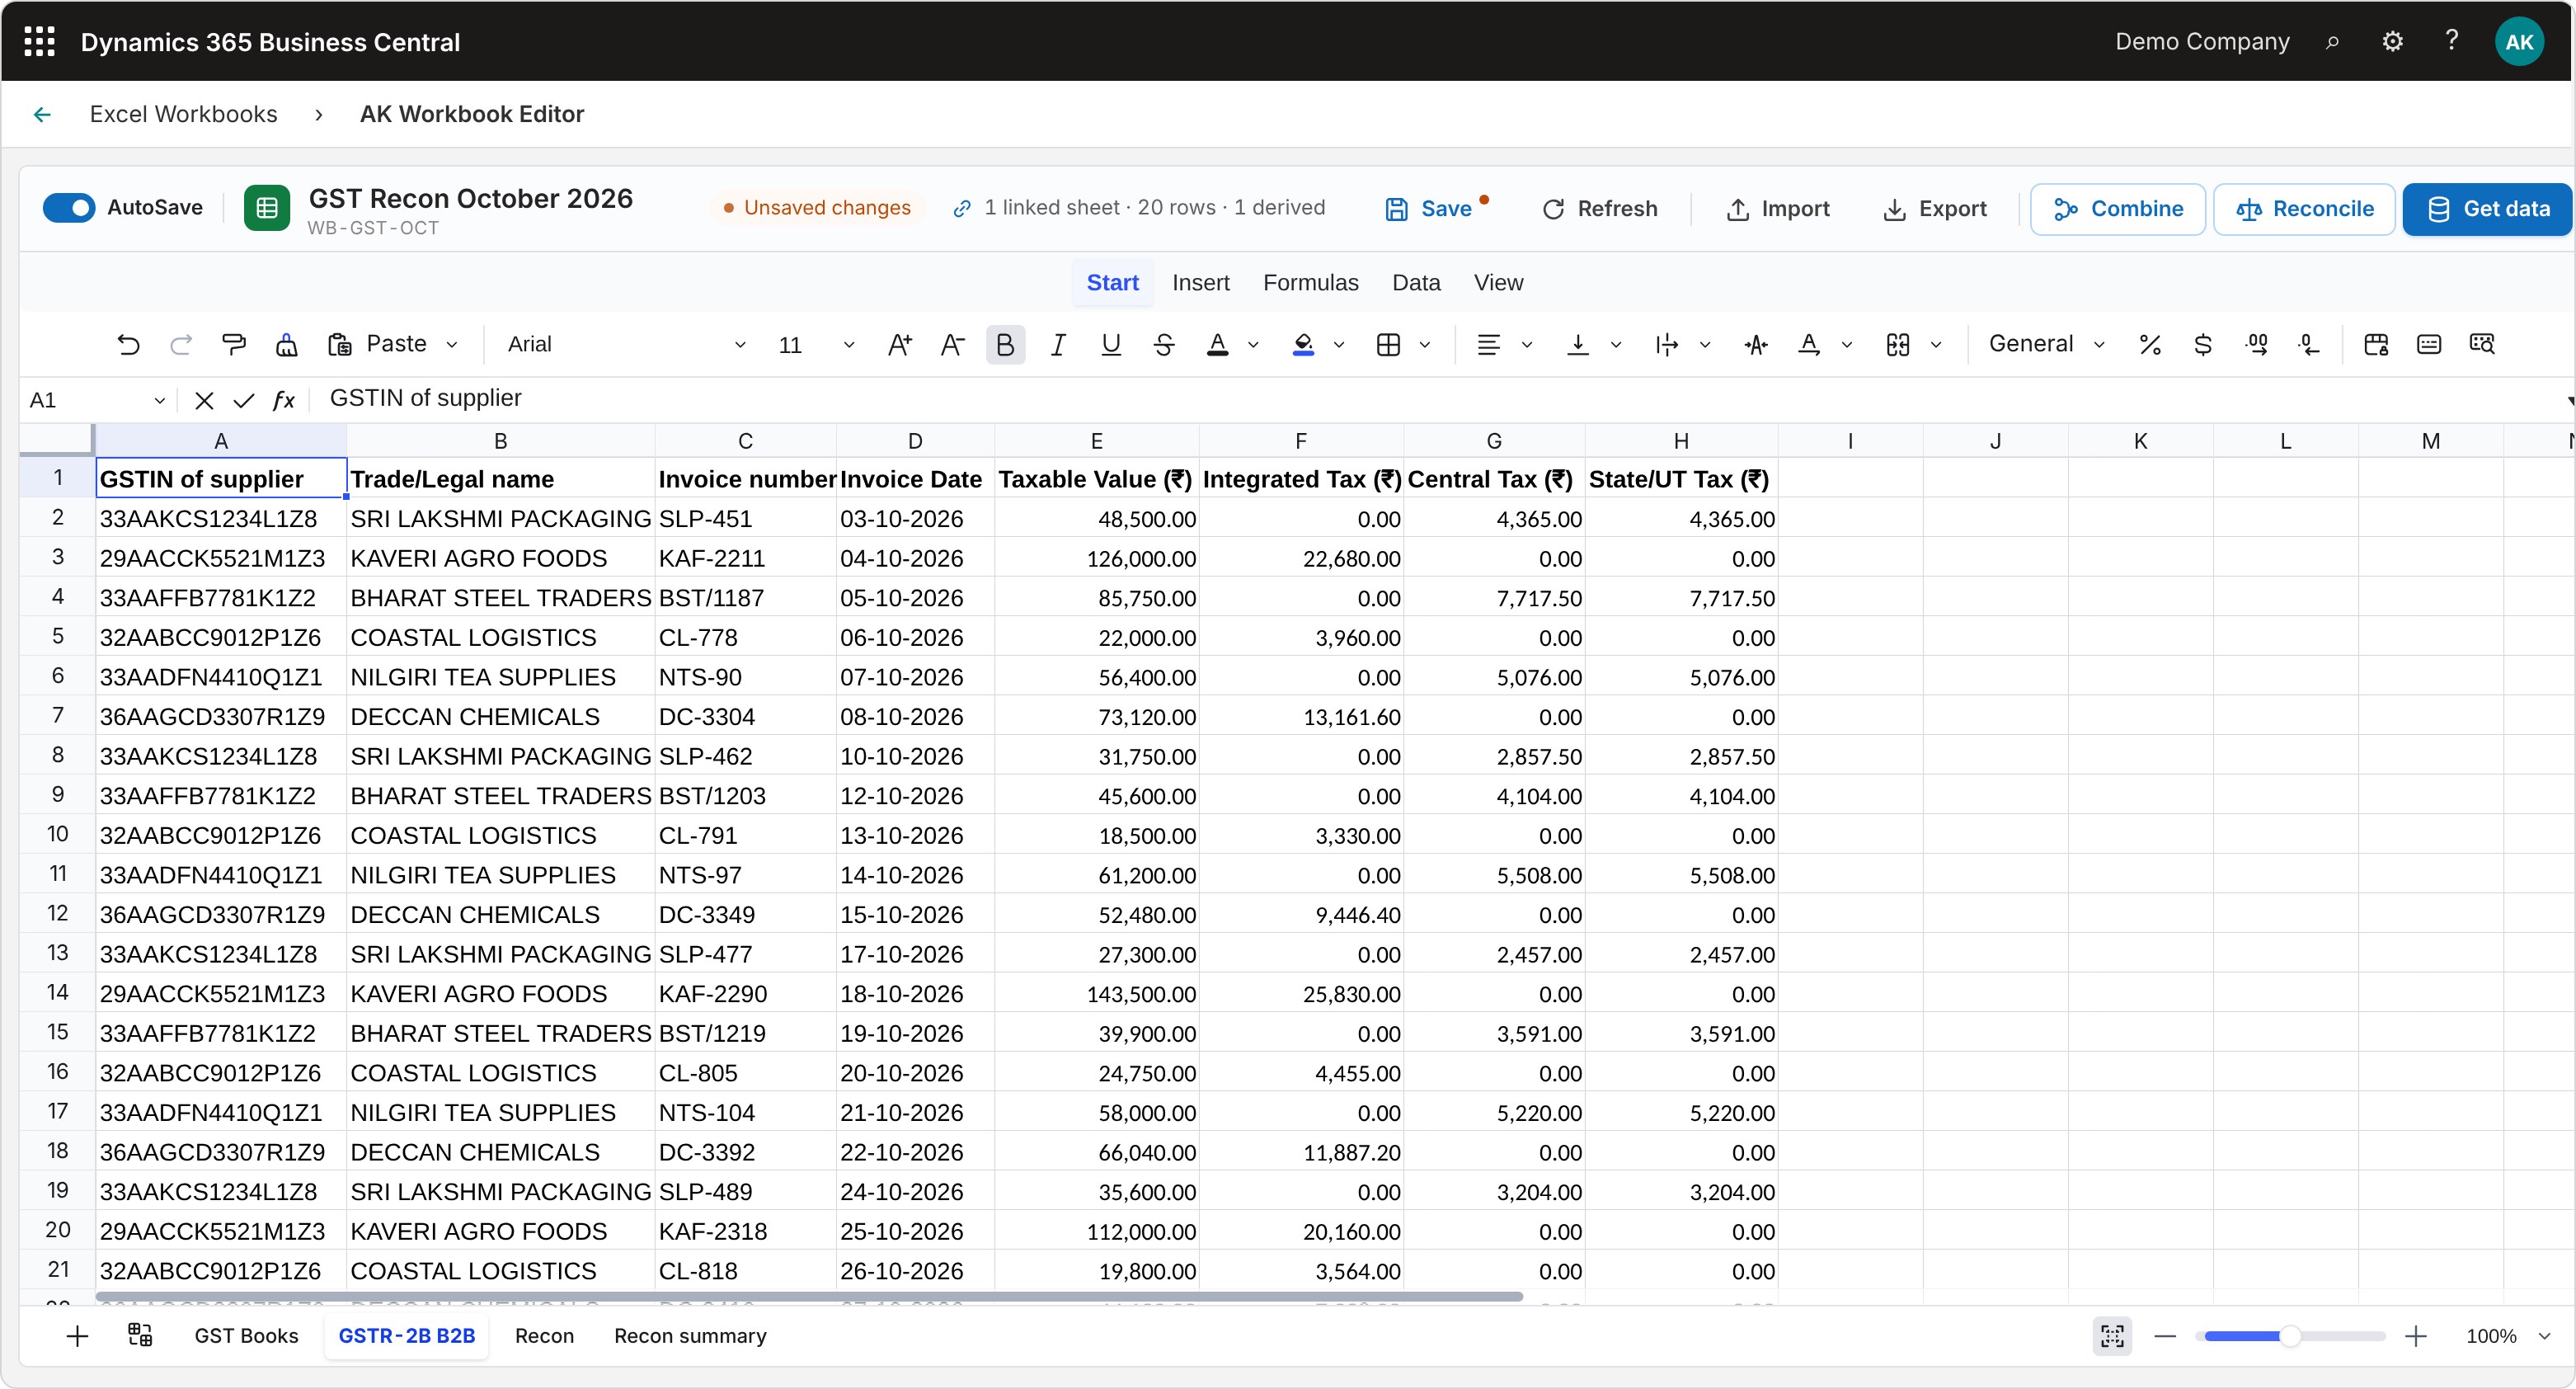 Dynamics 365 Business Central
Demo Company
?
AK
Excel Workbooks › AK Workbook Editor
AutoSave
GST Recon October 2026
WB-GST-OCT
Unsaved changes
1 linked sheet · 20 rows · 1 derived
Save
Refresh
Import
Export
Combine
Reconcile
Get data
Start Insert Formulas Data View
Paste Arial 11 General
A1 fx GSTIN of supplier
A B C D E F G H I J K L M
1 GSTIN of supplier Trade/Legal name Invoice number Invoice Date Taxable Value (₹) Integrated Tax (₹) Central Tax (₹) State/UT Tax (₹)
2 33AAKCS1234L1Z8 SRI LAKSHMI PACKAGING SLP-451 03-10-2026 48,500.00 0.00 4,365.00 4,365.00
3 29AACCK5521M1Z3 KAVERI AGRO FOODS KAF-2211 04-10-2026 126,000.00 22,680.00 0.00 0.00
4 33AAFFB7781K1Z2 BHARAT STEEL TRADERS BST/1187 05-10-2026 85,750.00 0.00 7,717.50 7,717.50
5 32AABCC9012P1Z6 COASTAL LOGISTICS CL-778 06-10-2026 22,000.00 3,960.00 0.00 0.00
6 33AADFN4410Q1Z1 NILGIRI TEA SUPPLIES NTS-90 07-10-2026 56,400.00 0.00 5,076.00 5,076.00
7 36AAGCD3307R1Z9 DECCAN CHEMICALS DC-3304 08-10-2026 73,120.00 13,161.60 0.00 0.00
8 33AAKCS1234L1Z8 SRI LAKSHMI PACKAGING SLP-462 10-10-2026 31,750.00 0.00 2,857.50 2,857.50
9 33AAFFB7781K1Z2 BHARAT STEEL TRADERS BST/1203 12-10-2026 45,600.00 0.00 4,104.00 4,104.00
10 32AABCC9012P1Z6 COASTAL LOGISTICS CL-791 13-10-2026 18,500.00 3,330.00 0.00 0.00
11 33AADFN4410Q1Z1 NILGIRI TEA SUPPLIES NTS-97 14-10-2026 61,200.00 0.00 5,508.00 5,508.00
12 36AAGCD3307R1Z9 DECCAN CHEMICALS DC-3349 15-10-2026 52,480.00 9,446.40 0.00 0.00
13 33AAKCS1234L1Z8 SRI LAKSHMI PACKAGING SLP-477 17-10-2026 27,300.00 0.00 2,457.00 2,457.00
14 29AACCK5521M1Z3 KAVERI AGRO FOODS KAF-2290 18-10-2026 143,500.00 25,830.00 0.00 0.00
15 33AAFFB7781K1Z2 BHARAT STEEL TRADERS BST/1219 19-10-2026 39,900.00 0.00 3,591.00 3,591.00
16 32AABCC9012P1Z6 COASTAL LOGISTICS CL-805 20-10-2026 24,750.00 4,455.00 0.00 0.00
17 33AADFN4410Q1Z1 NILGIRI TEA SUPPLIES NTS-104 21-10-2026 58,000.00 0.00 5,220.00 5,220.00
18 36AAGCD3307R1Z9 DECCAN CHEMICALS DC-3392 22-10-2026 66,040.00 11,887.20 0.00 0.00
19 33AAKCS1234L1Z8 SRI LAKSHMI PACKAGING SLP-489 24-10-2026 35,600.00 0.00 3,204.00 3,204.00
20 29AACCK5521M1Z3 KAVERI AGRO FOODS KAF-2318 25-10-2026 112,000.00 20,160.00 0.00 0.00
21 32AABCC9012P1Z6 COASTAL LOGISTICS CL-818 26-10-2026 19,800.00 3,564.00 0.00 0.00
GST Books GSTR-2B B2B Recon Recon summary 100%